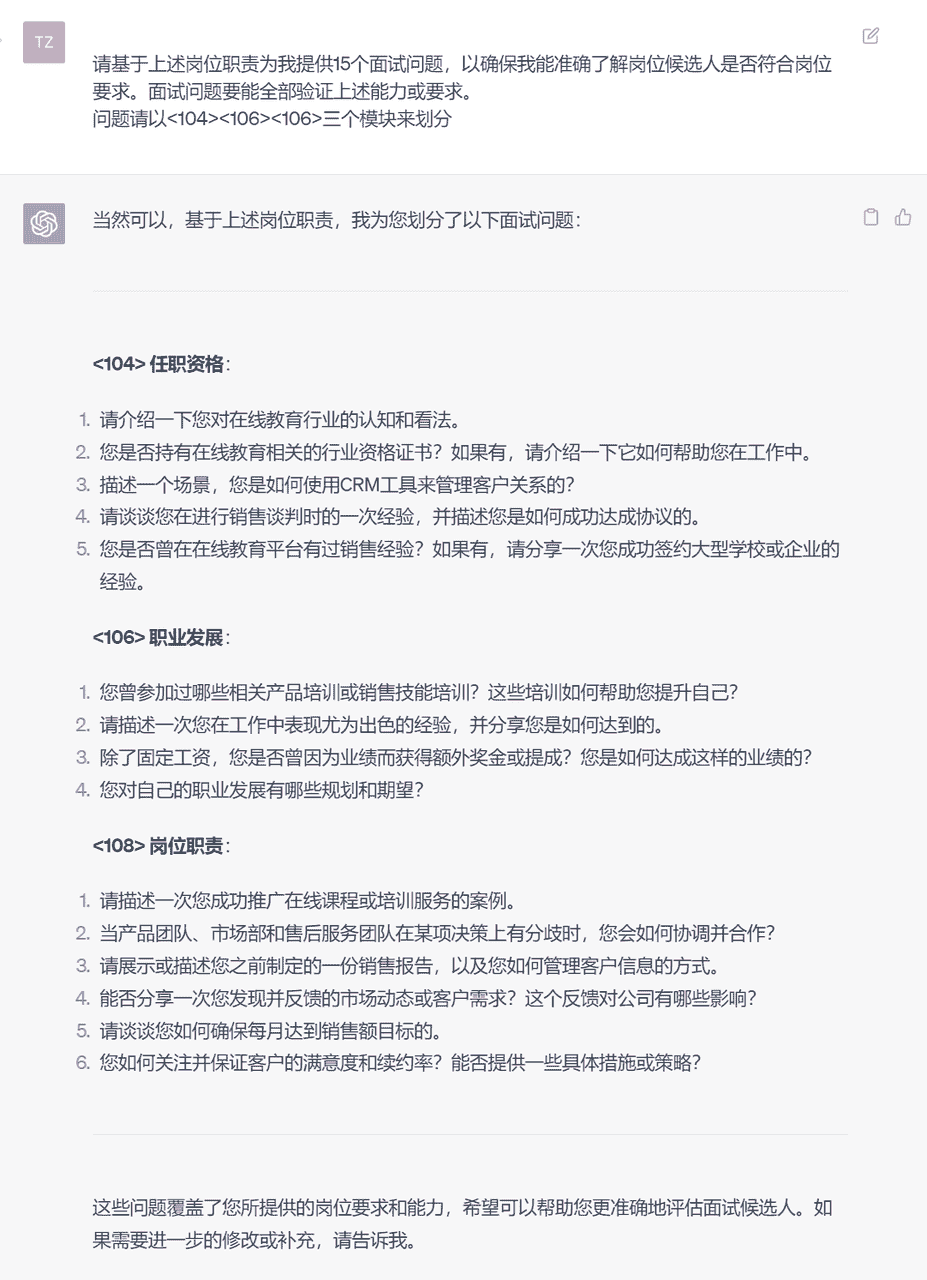 TZ
请基于上述岗位职责为我提供15个面试问题，以确保我能准确了解岗位候选人是否符合岗位
要求。面试问题要能全部验证上述能力或要求。
问题请以<104><106><106>三个模块来划分
当然可以，基于上述岗位职责，我为您划分了以下面试问题：
<104> 任职资格：
1. 请介绍一下您对在线教育行业的认知和看法。
2. 您是否持有在线教育相关的行业资格证书？如果有，请介绍一下它如何帮助您在工作中。
3. 描述一个场景，您是如何使用CRM工具来管理客户关系的？
4. 请谈谈您在进行销售谈判时的一次经验，并描述您是如何成功达成协议的。
5. 您是否曾在在线教育平台有过销售经验？如果有，请分享一次您成功签约大型学校或企业的
经验。
<106> 职业发展：
1. 您曾参加过哪些相关产品培训或销售技能培训？这些培训如何帮助您提升自己？
2. 请描述一次您在工作中表现尤为出色的经验，并分享您是如何达到的。
3. 除了固定工资，您是否曾因为业绩而获得额外奖金或提成？您是如何达成这样的业绩的？
4. 您对自己的职业发展有哪些规划和期望？
<108> 岗位职责：
1. 请描述一次您成功推广在线课程或培训服务的案例。
2. 当产品团队、市场部和售后服务团队在某项决策上有分歧时，您会如何协调并合作？
3. 请展示或描述您之前制定的一份销售报告，以及您如何管理客户信息的方式。
4. 能否分享一次您发现并反馈的市场动态或客户需求？这个反馈对公司有哪些影响？
5. 请谈谈您如何确保每月达到销售额目标的。
6. 您如何关注并保证客户的满意度和续约率？能否提供一些具体措施或策略？
这些问题覆盖了您所提供的岗位要求和能力，希望可以帮助您更准确地评估面试候选人。如
果需要进一步的修改或补充，请告诉我。